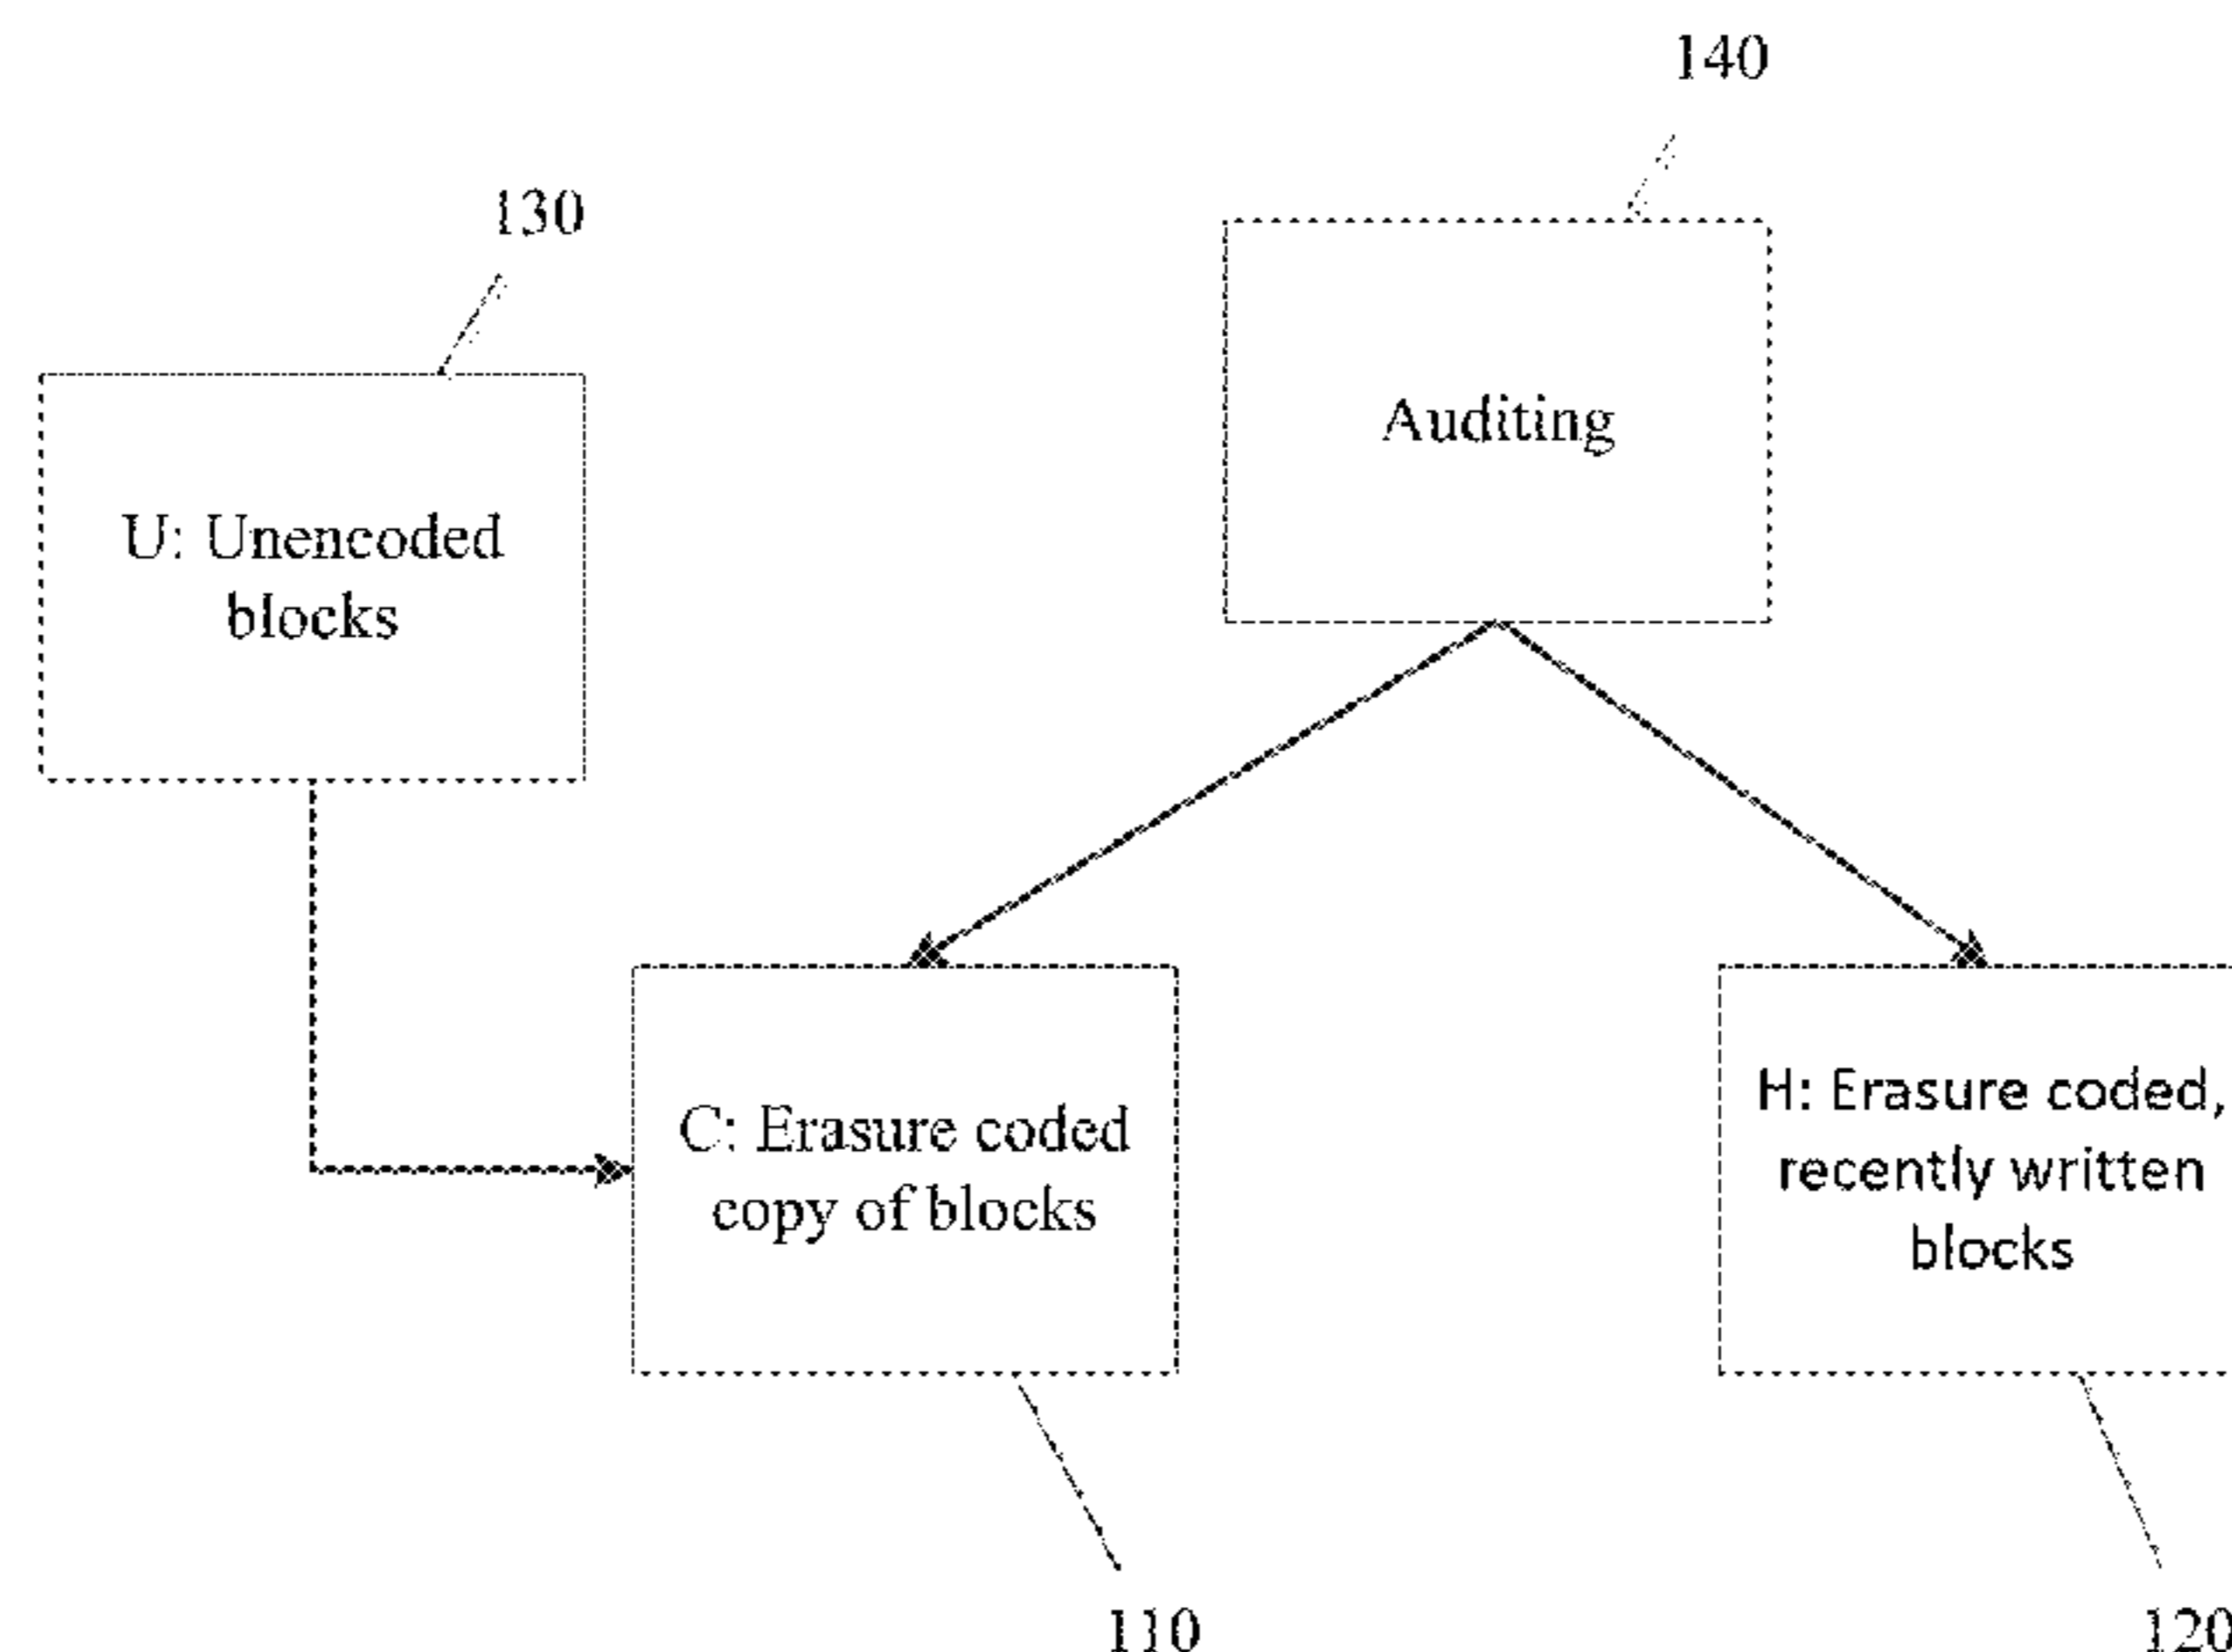 140
130
Auditing
U: Unencoded
blocks
C: Erasure coded
copy of blocks
H: Erasure coded,
recently written
blocks
110
120